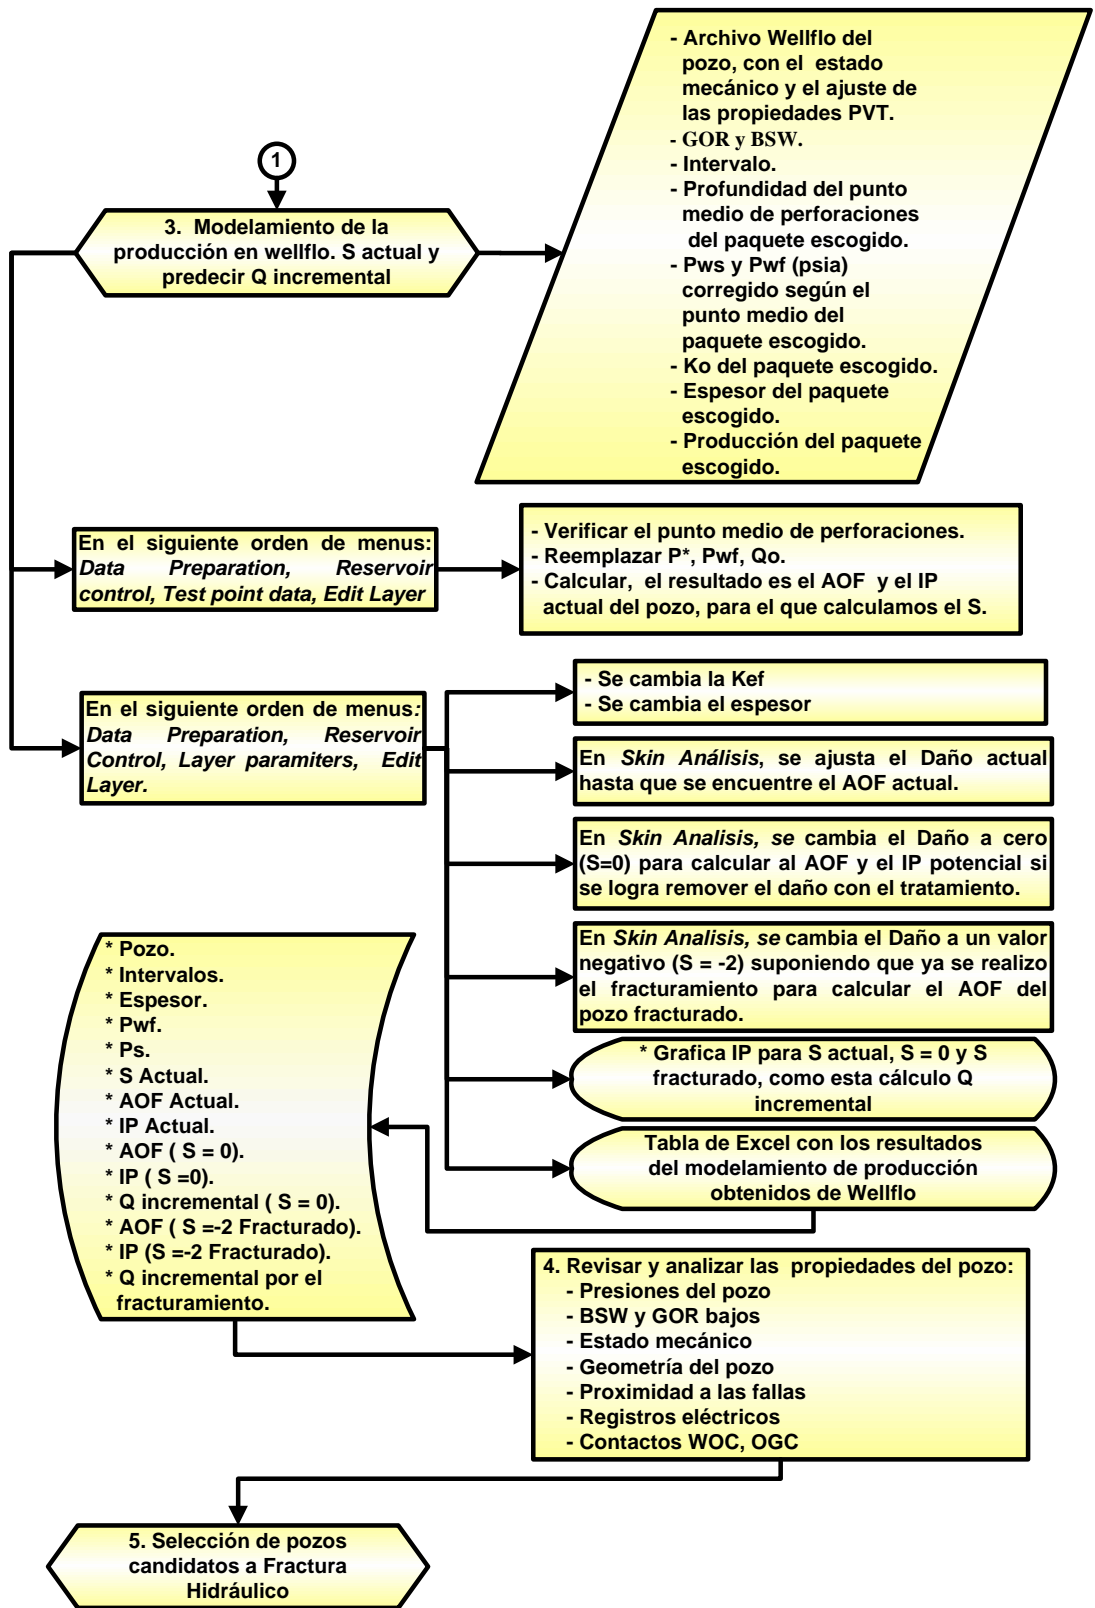 1
3. Modelamiento de la
producción en wellflo. S actual y
predecir Q incremental
- Archivo Wellflo del
pozo, con el estado
mecánico y el ajuste de
las propiedades PVT.
- GOR y BSW.
- Intervalo.
- Profundidad del punto
medio de perforaciones
del paquete escogido.
- Pws y Pwf (psia)
corregido según el
punto medio del
paquete escogido.
- Ko del paquete escogido.
- Espesor del paquete
escogido.
- Producción del paquete
escogido.
En el siguiente orden de menus:
Data Preparation, Reservoir
control, Test point data, Edit Layer
- Verificar el punto medio de perforaciones.
- Reemplazar P*, Pwf, Qo.
- Calcular, el resultado es el AOF y el IP
actual del pozo, para el que calculamos el S.
En el siguiente orden de menus:
Data Preparation, Reservoir
Control, Layer paramiters, Edit
Layer.
- Se cambia la Kef
- Se cambia el espesor
En Skin Análisis, se ajusta el Daño actual
hasta que se encuentre el AOF actual.
En Skin Analisis, se cambia el Daño a cero
(S=0) para calcular al AOF y el IP potencial si
se logra remover el daño con el tratamiento.
En Skin Analisis, se cambia el Daño a un valor
negativo (S = -2) suponiendo que ya se realizo
el fracturamiento para calcular el AOF del
pozo fracturado.
* Grafica IP para S actual, S = 0 y S
fracturado, como esta cálculo Q
incremental
Tabla de Excel con los resultados
del modelamiento de producción
obtenidos de Wellflo
* Pozo.
* Intervalos.
* Espesor.
* Pwf.
* Ps.
* S Actual.
* AOF Actual.
* IP Actual.
* AOF ( S = 0).
* IP ( S =0).
* Q incremental ( S = 0).
* AOF ( S =-2 Fracturado).
* IP (S =-2 Fracturado).
* Q incremental por el
fracturamiento.
4. Revisar y analizar las propiedades del pozo:
- Presiones del pozo
- BSW y GOR bajos
- Estado mecánico
- Geometría del pozo
- Proximidad a las fallas
- Registros eléctricos
- Contactos WOC, OGC
5. Selección de pozos
candidatos a Fractura
Hidráulico